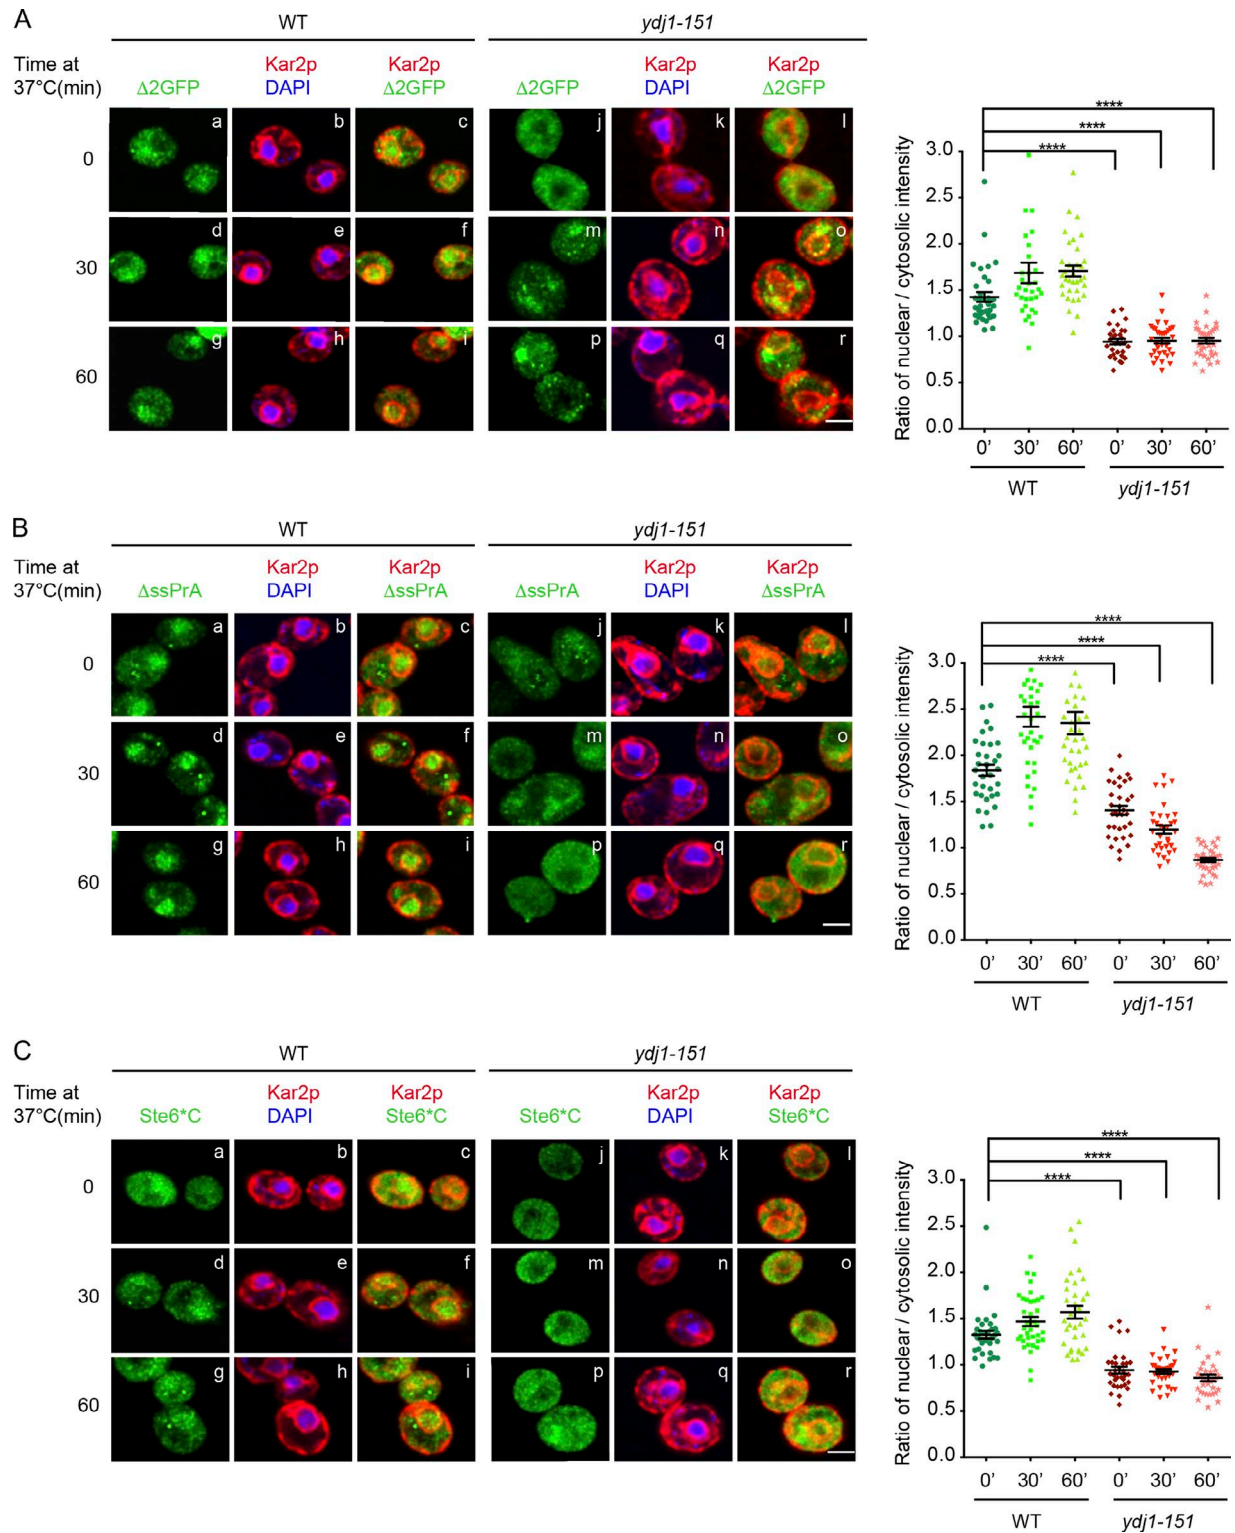 A
WT
ydj1-151
Time at
37°C(min)
Δ2GFP
Kar2p
DAPI
Kar2p
Δ2GFP
Δ2GFP
Kar2p
DAPI
Kar2p
Δ2GFP
0
a
b
c
j
k
l
30
d
e
f
m
n
o
60
g
h
i
p
q
r
Ratio of nuclear / cytosolic intensity
****
****
****
3.0
2.5
2.0
1.5
1.0
0.5
0.0
0' 30' 60' 0' 30' 60'
WT ydj1-151
B
WT
ydj1-151
Time at
37°C(min)
ΔssPrA
Kar2p
DAPI
Kar2p
ΔssPrA
ΔssPrA
Kar2p
DAPI
Kar2p
ΔssPrA
0
a
b
c
j
k
l
30
d
e
f
m
n
o
60
g
h
i
p
q
r
Ratio of nuclear / cytosolic intensity
****
****
****
3.0
2.5
2.0
1.5
1.0
0.5
0.0
0' 30' 60' 0' 30' 60'
WT ydj1-151
C
WT
ydj1-151
Time at
37°C(min)
Ste6*C
Kar2p
DAPI
Kar2p
Ste6*C
Ste6*C
Kar2p
DAPI
Kar2p
Ste6*C
0
a
b
c
j
k
l
30
d
e
f
m
n
o
60
g
h
i
p
q
r
Ratio of nuclear / cytosolic intensity
****
****
****
3.0
2.5
2.0
1.5
1.0
0.5
0.0
0' 30' 60' 0' 30' 60'
WT ydj1-151